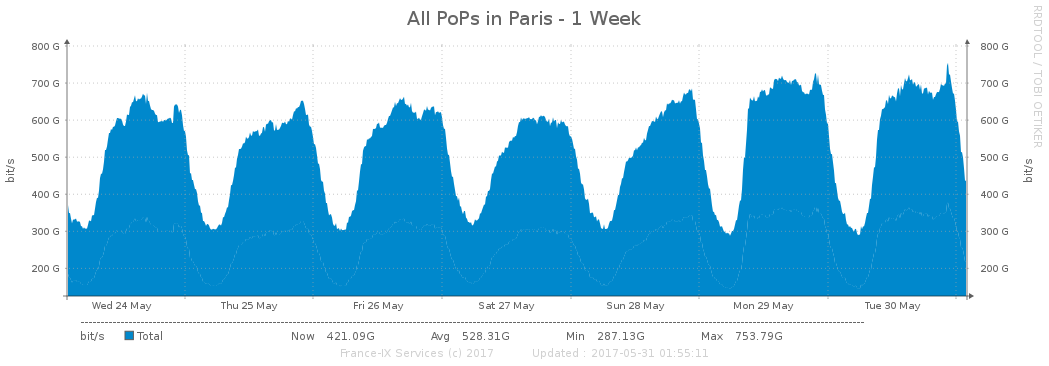 All PoPs in Paris - 1 Week
RRDTOOL / TOBI OETIKER
bit/s
800 G
700 G
600 G
500 G
400 G
300 G
200 G
800 G
700 G
600 G
500 G
400 G
300 G
200 G
bit/s
Wed 24 May Thu 25 May Fri 26 May Sat 27 May Sun 28 May Mon 29 May Tue 30 May
bit/s Total Now 421.09G Avg 528.31G Min 287.13G Max 753.79G
France-IX Services (c) 2017 Updated : 2017-05-31 01:55:11